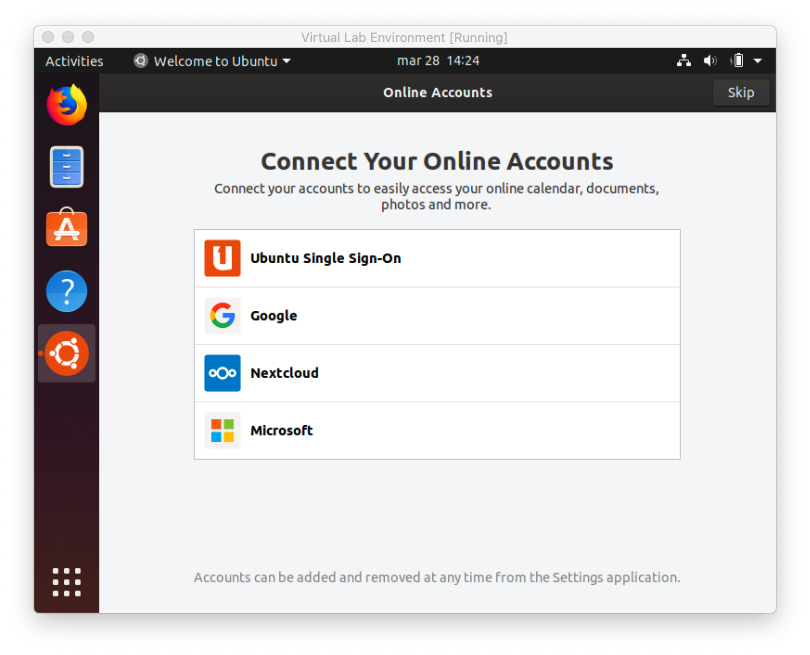 Virtual Lab Environment [Running]
Activities Welcome to Ubuntu mar 28 14:24
Online Accounts Skip
Connect Your Online Accounts
Connect your accounts to easily access your online calendar, documents,
photos and more.
Ubuntu Single Sign-On
Google
Nextcloud
Microsoft
Accounts can be added and removed at any time from the Settings application.